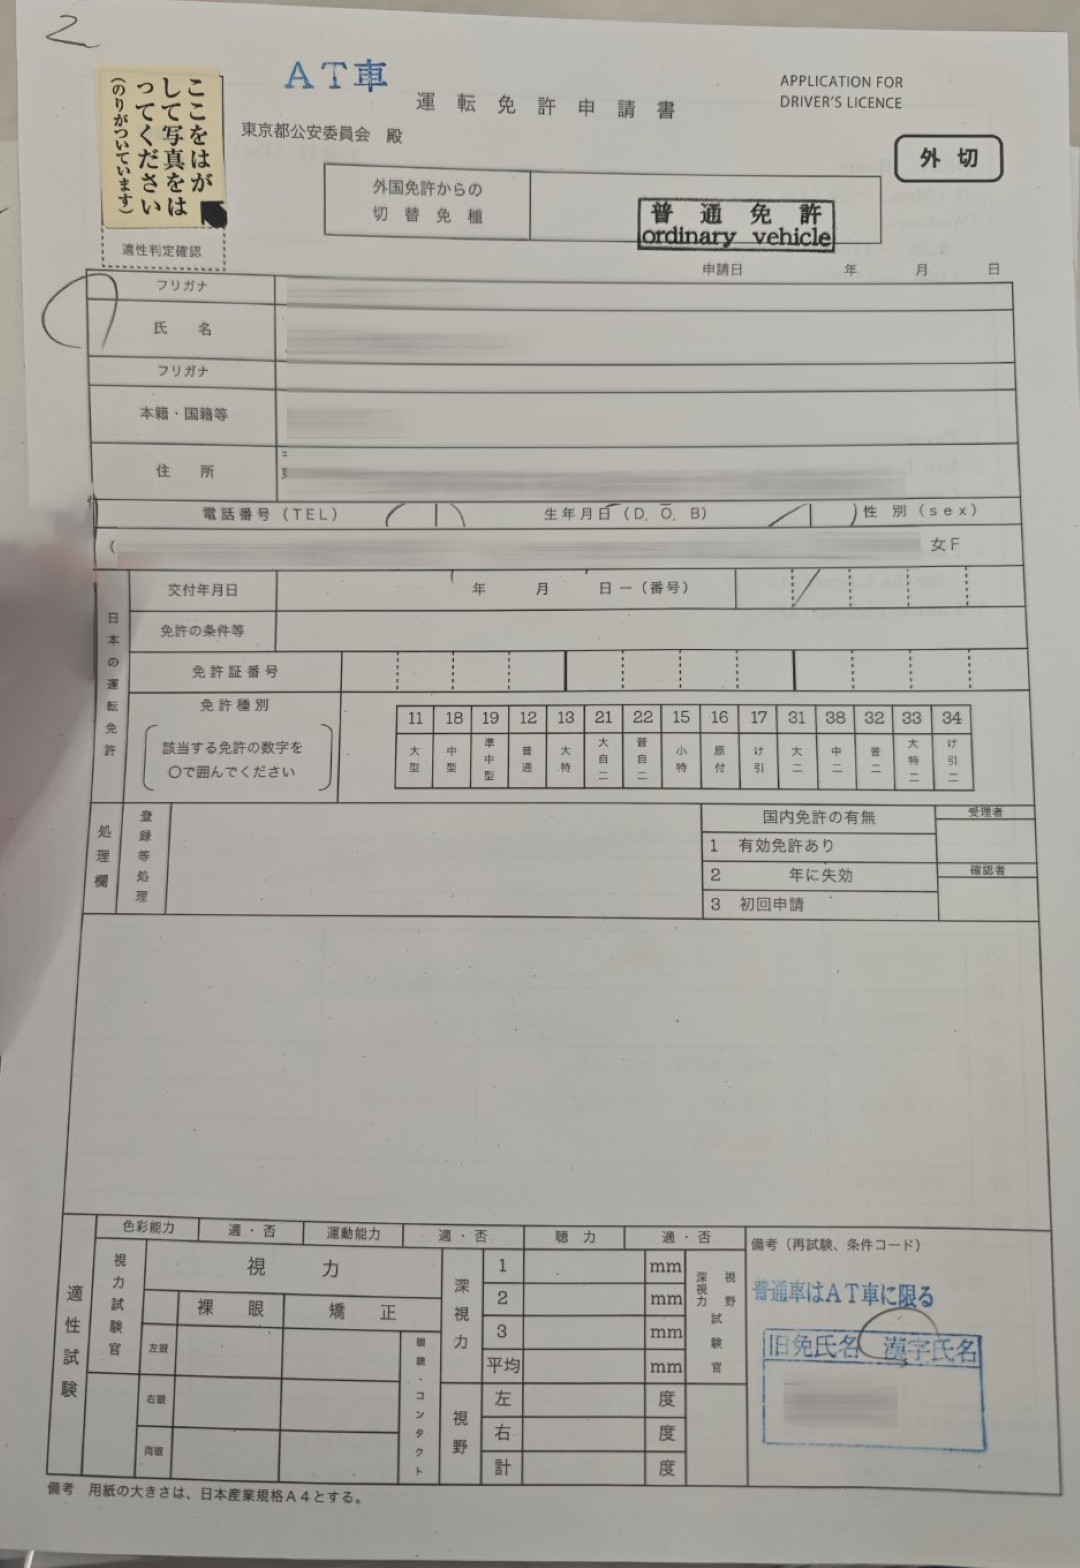 2
ここをはが
して写真をは
ってください
(のりがついています)
適性判定確認
AT車
運転免許申請書
APPLICATION FOR
DRIVER'S LICENCE
東京都公安委員会 殿
外切
外国免許からの
切替免種
普通免許
ordinary vehicle
申請日 年 月 日
フリガナ
氏 名
フリガナ
本籍・国籍等
住 所
電話番号(TEL) 生年月日(D. O. B) 性別(sex)
( 女F
日本の運転免許
交付年月日 年 月 日 ー(番号)
免許の条件等
免許証番号
免許種別
該当する免許の数字を
○で囲んでください
11 18 19 12 13 21 22 15 16 17 31 38 32 33 34
大型 中型 準中型 普通 大特 大自二 普自二 小特 原付 け引 大二 中二 普二 大特二 け引二
処理欄
登録等処理
国内免許の有無 受理者
1 有効免許あり
2 年に失効 確認者
3 初回申請
適性試験
色彩能力 適・否 運動能力 適・否 聴力 適・否
視力試験官
視 力
裸 眼 矯 正
左眼
右眼
両眼
眼鏡・コンタクト
深視力
1 mm
2 mm
3 mm
平均 mm
視野
左 度
右 度
計 度
深視力 視野 試験官
備考(再試験、条件コード)
普通車はAT車に限る
旧免氏名 漢字氏名
備考 用紙の大きさは、日本産業規格A4とする。